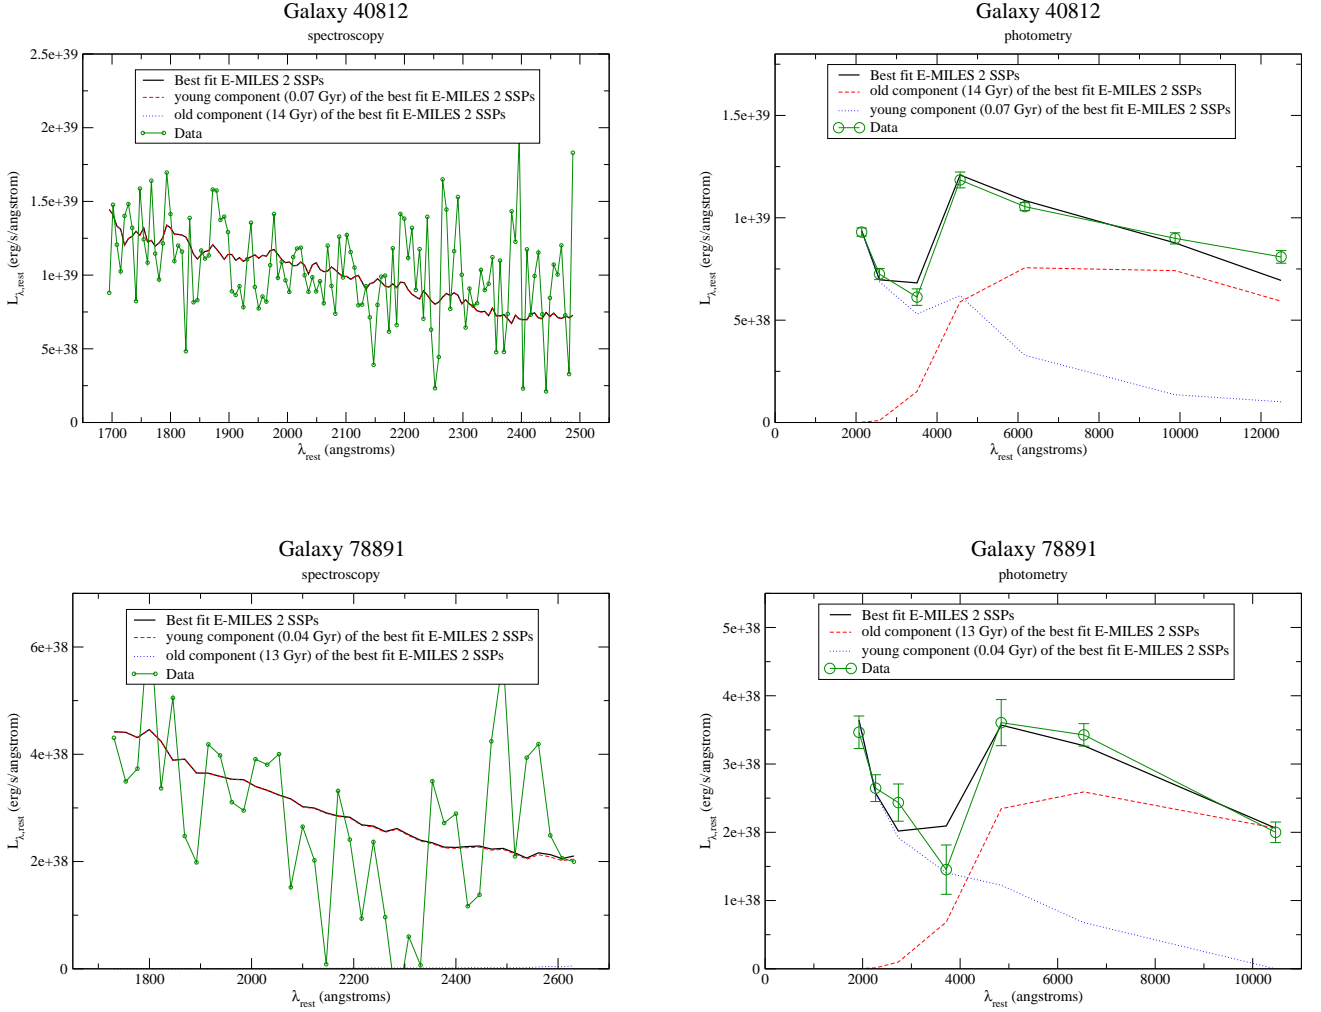 Galaxy 40812
spectroscopy
2.5e+39
2e+39
1.5e+39
1e+39
5e+38
0
L λ,rest (erg/s/angstrom)
Best fit E-MILES 2 SSPs
young component (0.07 Gyr) of the best fit E-MILES 2 SSPs
old component (14 Gyr) of the best fit E-MILES 2 SSPs
Data
1700 1800 1900 2000 2100 2200 2300 2400 2500
λ rest (angstroms)
Galaxy 40812
photometry
1.5e+39
1e+39
5e+38
0
L λ,rest (erg/s/angstrom)
Best fit E-MILES 2 SSPs
old component (14 Gyr) of the best fit E-MILES 2 SSPs
young component (0.07 Gyr) of the best fit E-MILES 2 SSPs
Data
0 2000 4000 6000 8000 10000 12000
λ rest (angstroms)
Galaxy 78891
spectroscopy
6e+38
4e+38
2e+38
0
L λ,rest (erg/s/angstrom)
Best fit E-MILES 2 SSPs
young component (0.04 Gyr) of the best fit E-MILES 2 SSPs
old component (13 Gyr) of the best fit E-MILES 2 SSPs
Data
1800 2000 2200 2400 2600
λ rest (angstroms)
Galaxy 78891
photometry
5e+38
4e+38
3e+38
2e+38
1e+38
0
L λ,rest (erg/s/angstrom)
Best fit E-MILES 2 SSPs
old component (13 Gyr) of the best fit E-MILES 2 SSPs
young component (0.04 Gyr) of the best fit E-MILES 2 SSPs
Data
0 2000 4000 6000 8000 10000
λ rest (angstroms)